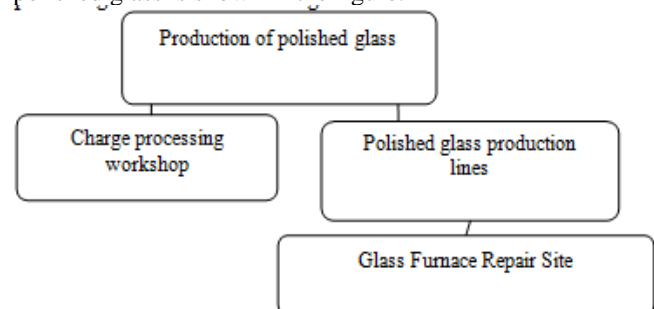 Production of polished glass
Charge processing
workshop
Polished glass production
lines
Glass Furnace Repair Site